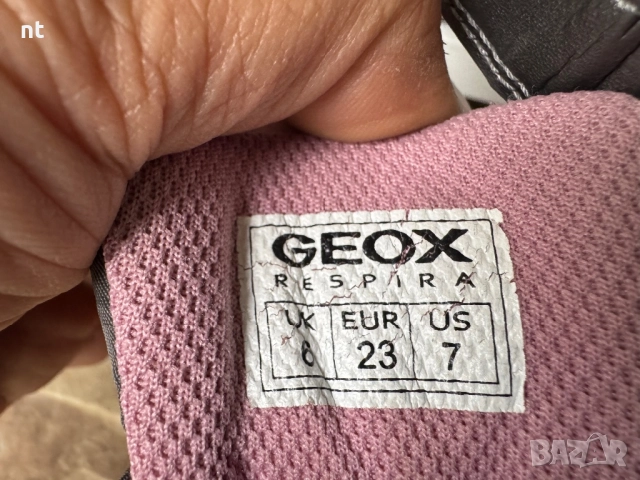 nt
GEOX
RESPIRA
UK EUR US
6 23 7
BAZAR